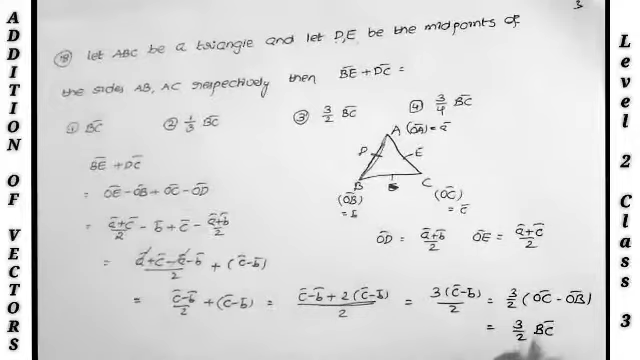 ADDITION OF VECTORS
3
(18) let ABC be a triangle and let D,E, be the midpoints of
the sides AB, AC respectively then B̄E + D̄C =
① B̄C ② 1/3 B̄C ③ 3/2 B̄C ④ 3/4 B̄C
A (ŌA) = ā
D E
B C
(ŌB) = b̄ (ŌC) = c̄
B̄E + D̄C
= ŌE - ŌB + ŌC - ŌD
= (ā+c̄)/2 - b̄ + c̄ - (ā+b̄)/2
ŌD = (ā+b̄)/2 ŌE = (ā+c̄)/2
= (ā+c̄-ā-b̄)/2 + (c̄-b̄)
= (c̄-b̄)/2 + (c̄-b̄) = (c̄-b̄+2(c̄-b̄))/2 = 3(c̄-b̄)/2 = 3/2 (ŌC - ŌB)
= 3/2 B̄C
Level 2 Class 3